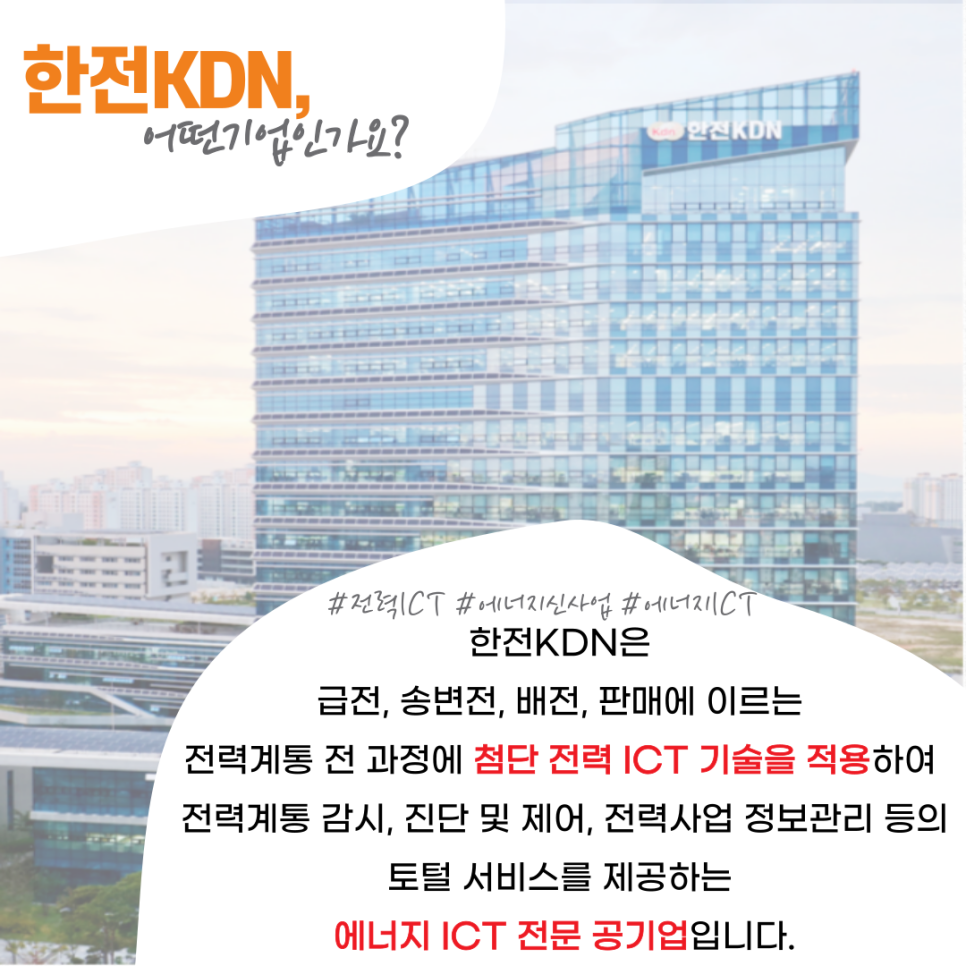 한전KDN,
어떤기업인가요?
Kdn 한전KDN
#전력ICT #에너지신사업 #에너지ICT
한전KDN은
급전, 송변전, 배전, 판매에 이르는
전력계통 전 과정에 첨단 전력 ICT 기술을 적용하여
전력계통 감시, 진단 및 제어, 전력사업 정보관리 등의
토털 서비스를 제공하는
에너지 ICT 전문 공기업입니다.